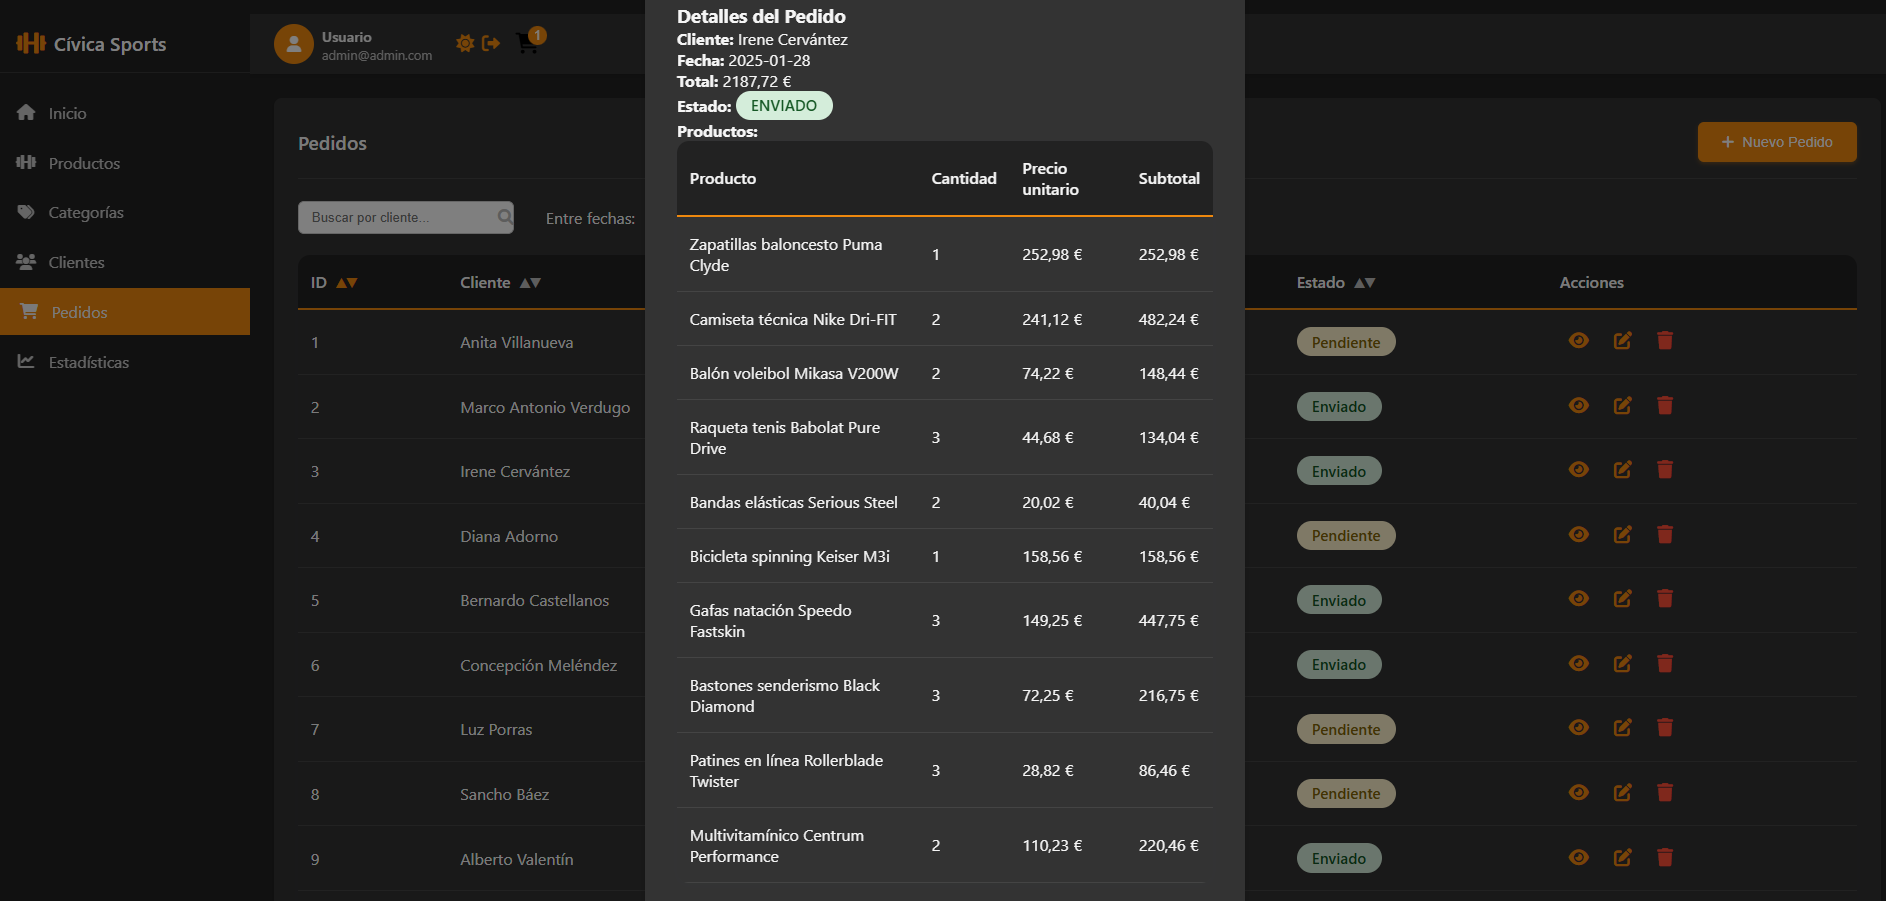 Cívica Sports
Usuario
admin@admin.com
1
Inicio
Productos
Categorías
Clientes
Pedidos
Estadísticas
Pedidos
Nuevo Pedido
Buscar por cliente...
Entre fechas:
ID Cliente Estado Acciones
1 Anita Villanueva Pendiente
2 Marco Antonio Verdugo Enviado
3 Irene Cervántez Enviado
4 Diana Adorno Pendiente
5 Bernardo Castellanos Enviado
6 Concepción Meléndez Enviado
7 Luz Porras Pendiente
8 Sancho Báez Pendiente
9 Alberto Valentín Enviado
Detalles del Pedido
Cliente: Irene Cervántez
Fecha: 2025-01-28
Total: 2187,72 €
Estado: ENVIADO
Productos:
Producto Cantidad Precio unitario Subtotal
Zapatillas baloncesto Puma Clyde 1 252,98 € 252,98 €
Camiseta técnica Nike Dri-FIT 2 241,12 € 482,24 €
Balón voleibol Mikasa V200W 2 74,22 € 148,44 €
Raqueta tenis Babolat Pure Drive 3 44,68 € 134,04 €
Bandas elásticas Serious Steel 2 20,02 € 40,04 €
Bicicleta spinning Keiser M3i 1 158,56 € 158,56 €
Gafas natación Speedo Fastskin 3 149,25 € 447,75 €
Bastones senderismo Black Diamond 3 72,25 € 216,75 €
Patines en línea Rollerblade Twister 3 28,82 € 86,46 €
Multivitamínico Centrum Performance 2 110,23 € 220,46 €